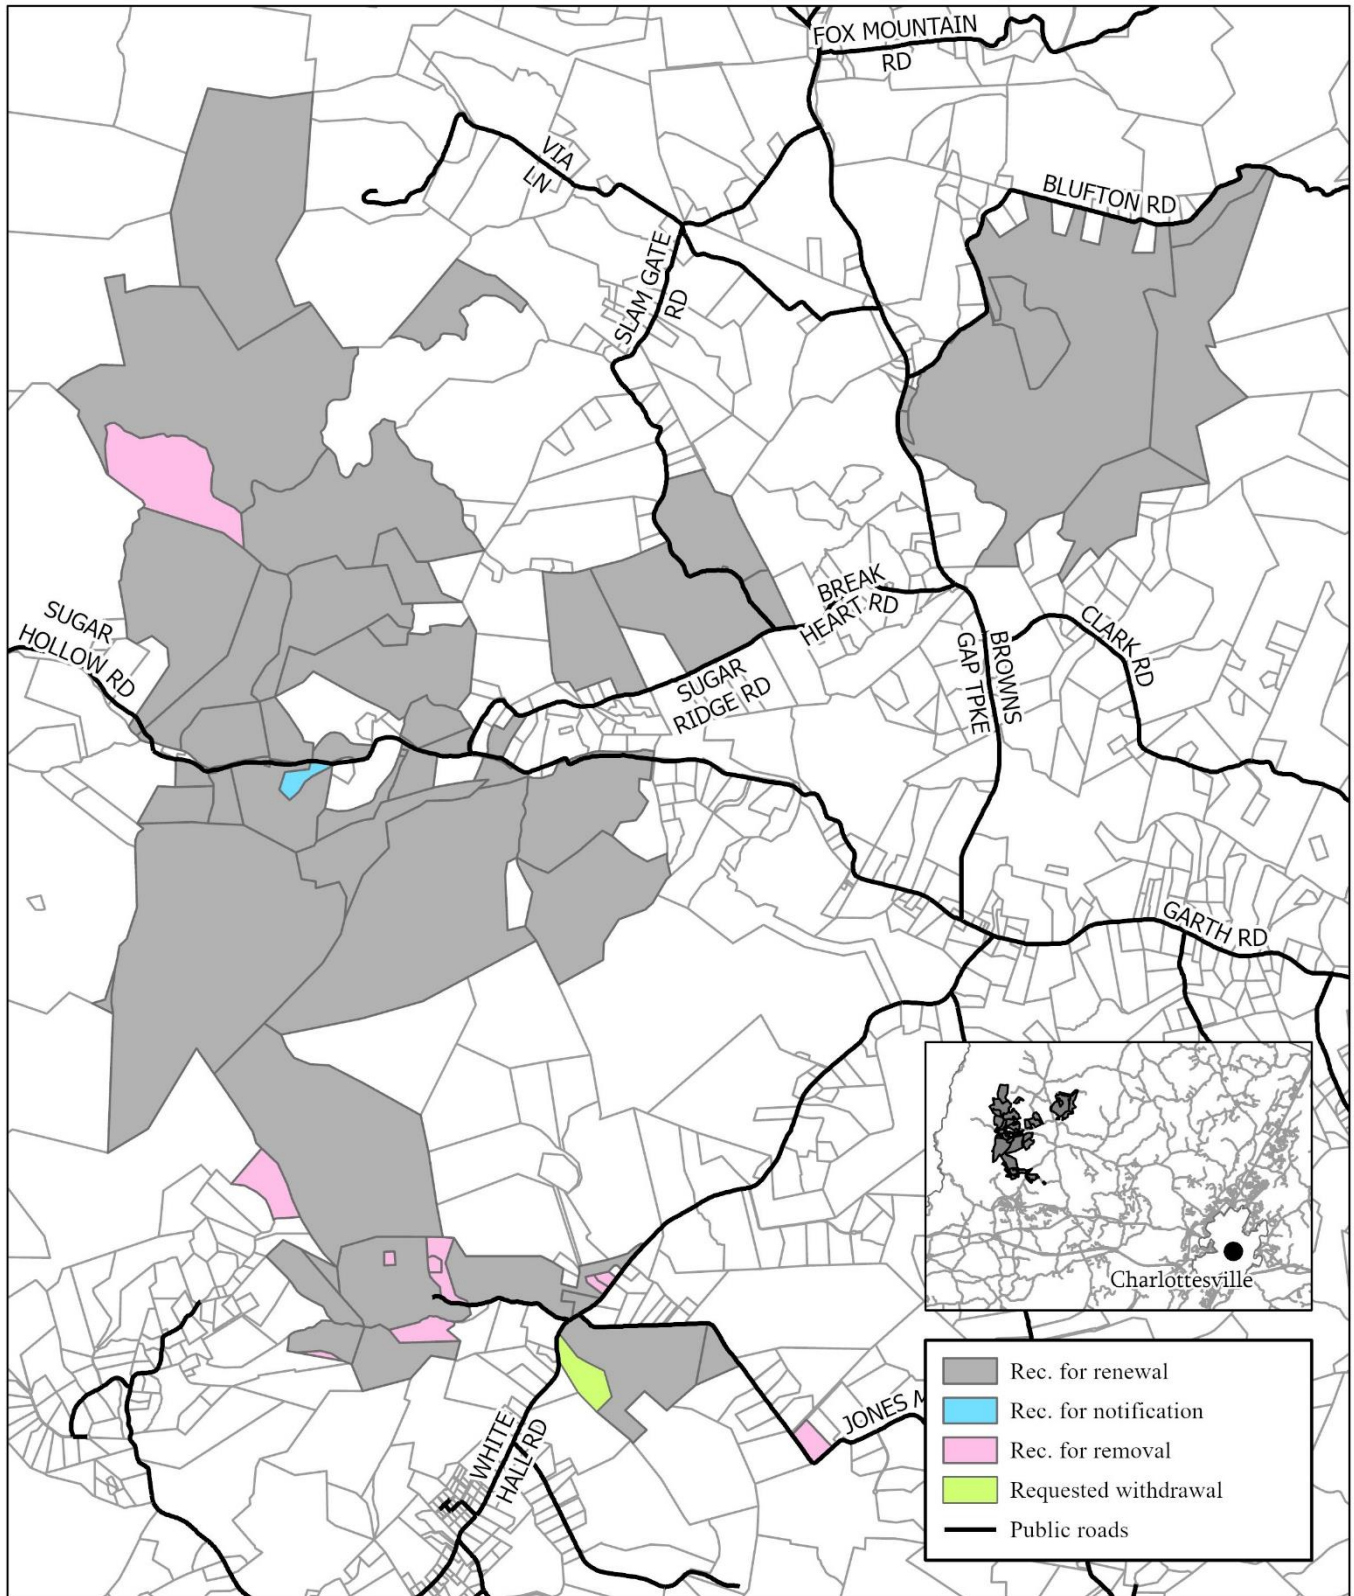 FOX MOUNTAIN
RD
VIA
LN
BLUFTON RD
SLAM GATE
RD
SUGAR
HOLLOW RD
BREAK
HEART RD
SUGAR
RIDGE RD
BROWNS
GAP TPKE
CLARK RD
GARTH RD
Charlottesville
WHITE
HALL RD
JONES M
Rec. for renewal
Rec. for notification
Rec. for removal
Requested withdrawal
Public roads